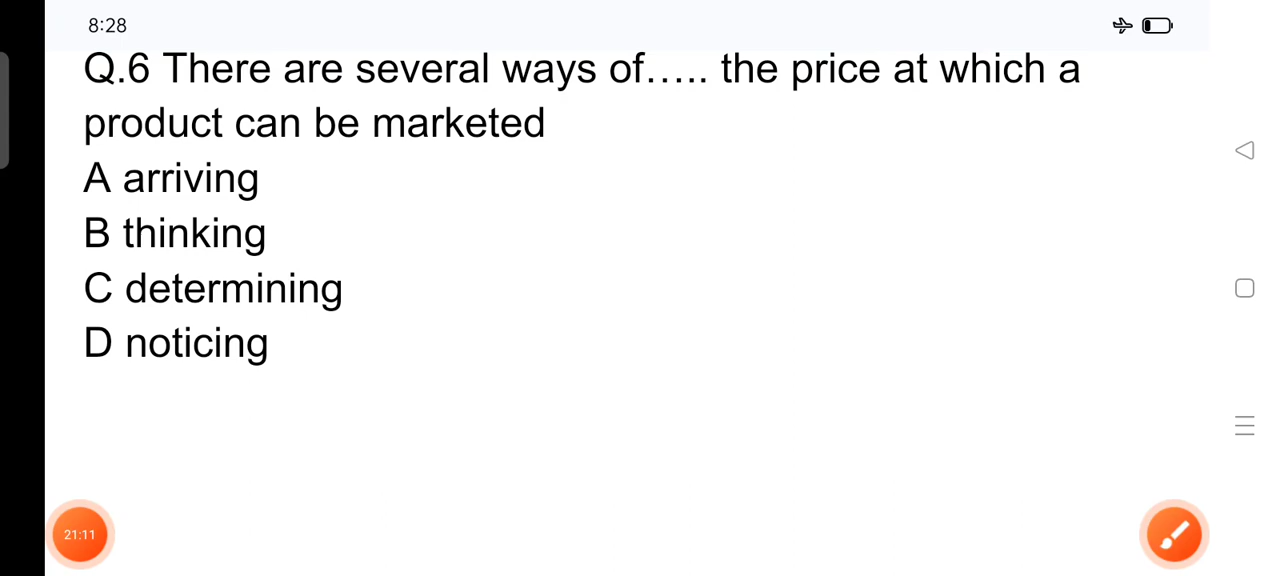 8:28
Q.6 There are several ways of….. the price at which a
product can be marketed
A arriving
B thinking
C determining
D noticing
21:11